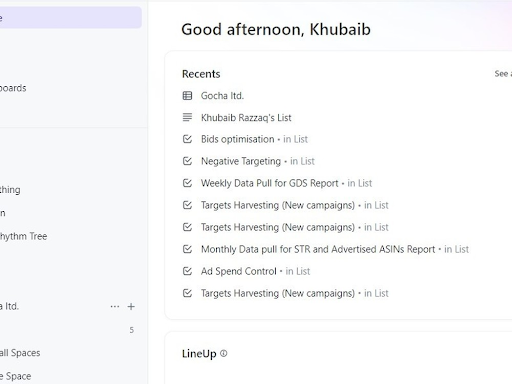 Good afternoon, Khubaib
Recents
See a
Gocha ltd.
Khubaib Razzaq's List
Bids optimisation • in List
Negative Targeting • in List
Weekly Data Pull for GDS Report • in List
Targets Harvesting (New campaigns) • in List
Targets Harvesting (New campaigns) • in List
Monthly Data pull for STR and Advertised ASINs Report • in List
Ad Spend Control • in List
Targets Harvesting (New campaigns) • in List
LineUp
e
boards
thing
n
hythm Tree
a ltd.
5
all Spaces
e Space